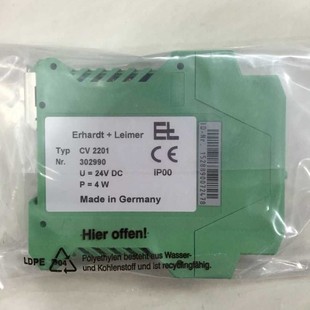 Erhardt + Leimer
Typ CV 2201
Nr. 302990
U = 24V DC
P = 4 W
CE
IP00
Made in Germany
Hier offen!
LDPE
Polyethylen besteht aus Wasser-
und Kohlenstoff und ist recyclingfähig.